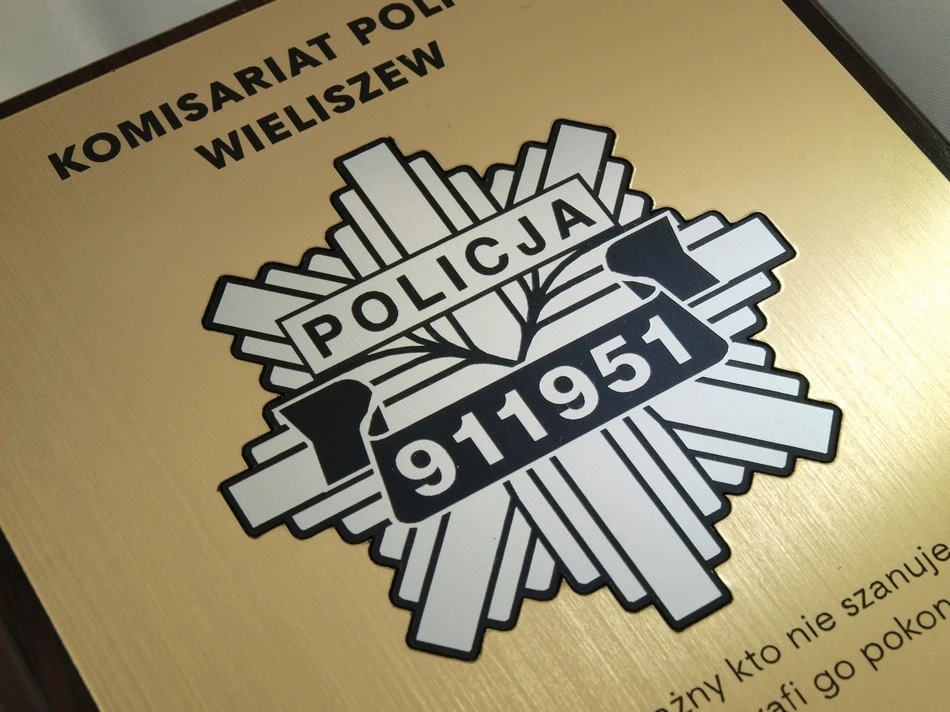 KOMISARIAT
WIELISZEW
POLICJA
911951
kto nie szanuje
go